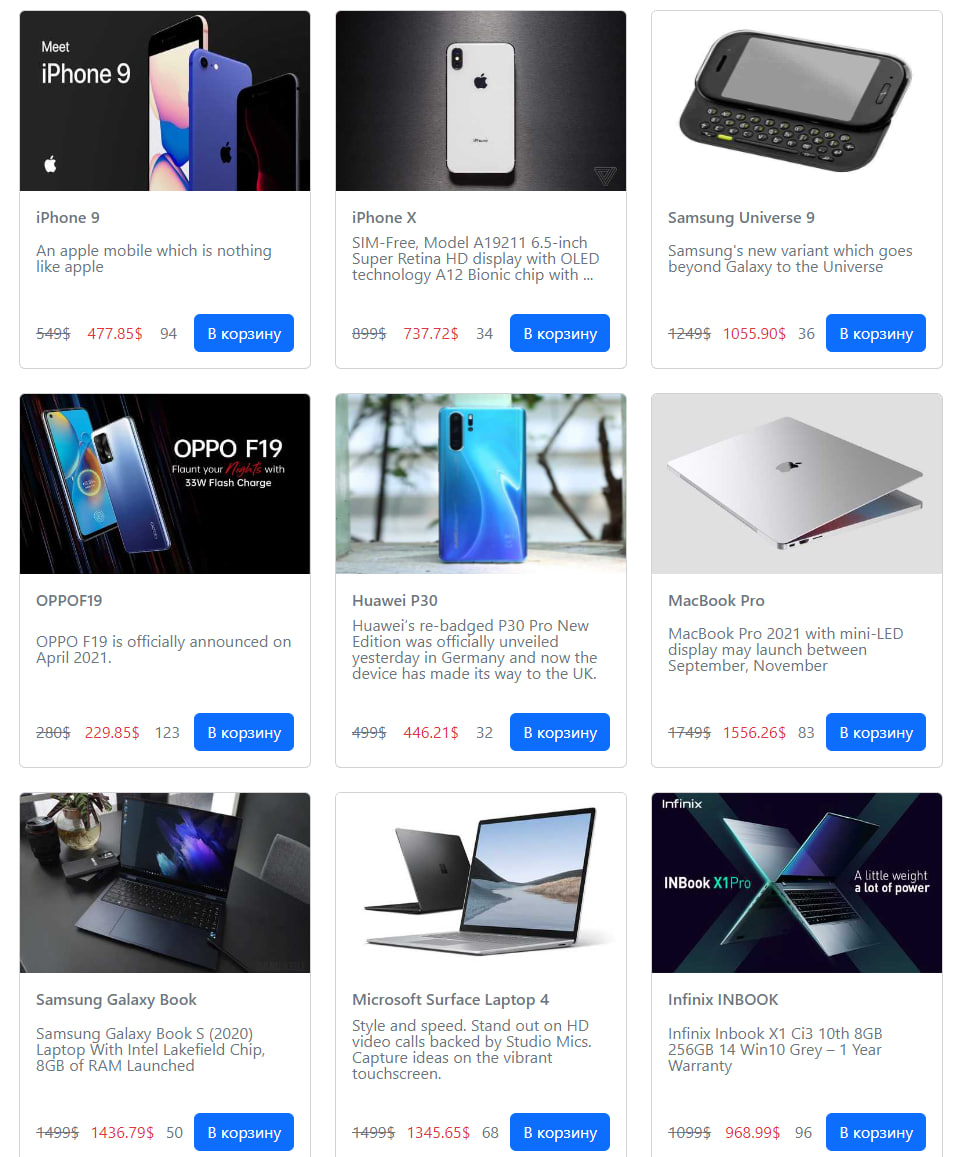 Meet
iPhone 9
iPhone
iPhone 9
An apple mobile which is nothing
like apple
549$ 477.85$ 94 В корзину
iPhone X
SIM-Free, Model A19211 6.5-inch
Super Retina HD display with OLED
technology A12 Bionic chip with ...
899$ 737.72$ 34 В корзину
Samsung Universe 9
Samsung's new variant which goes
beyond Galaxy to the Universe
1249$ 1055.90$ 36 В корзину
OPPO F19
Flaunt your Nights with
33W Flash Charge
OPPOF19
OPPO F19 is officially announced on
April 2021.
280$ 229.85$ 123 В корзину
Huawei P30
Huawei’s re-badged P30 Pro New
Edition was officially unveiled
yesterday in Germany and now the
device has made its way to the UK.
499$ 446.21$ 32 В корзину
MacBook Pro
MacBook Pro 2021 with mini-LED
display may launch between
September, November
1749$ 1556.26$ 83 В корзину
Samsung Galaxy Book
Samsung Galaxy Book S (2020)
Laptop With Intel Lakefield Chip,
8GB of RAM Launched
1499$ 1436.79$ 50 В корзину
Microsoft Surface Laptop 4
Style and speed. Stand out on HD
video calls backed by Studio Mics.
Capture ideas on the vibrant
touchscreen.
1499$ 1345.65$ 68 В корзину
Infinix
INBook X1Pro
A little weight
a lot of power
Infinix INBOOK
Infinix Inbook X1 Ci3 10th 8GB
256GB 14 Win10 Grey – 1 Year
Warranty
1099$ 968.99$ 96 В корзину